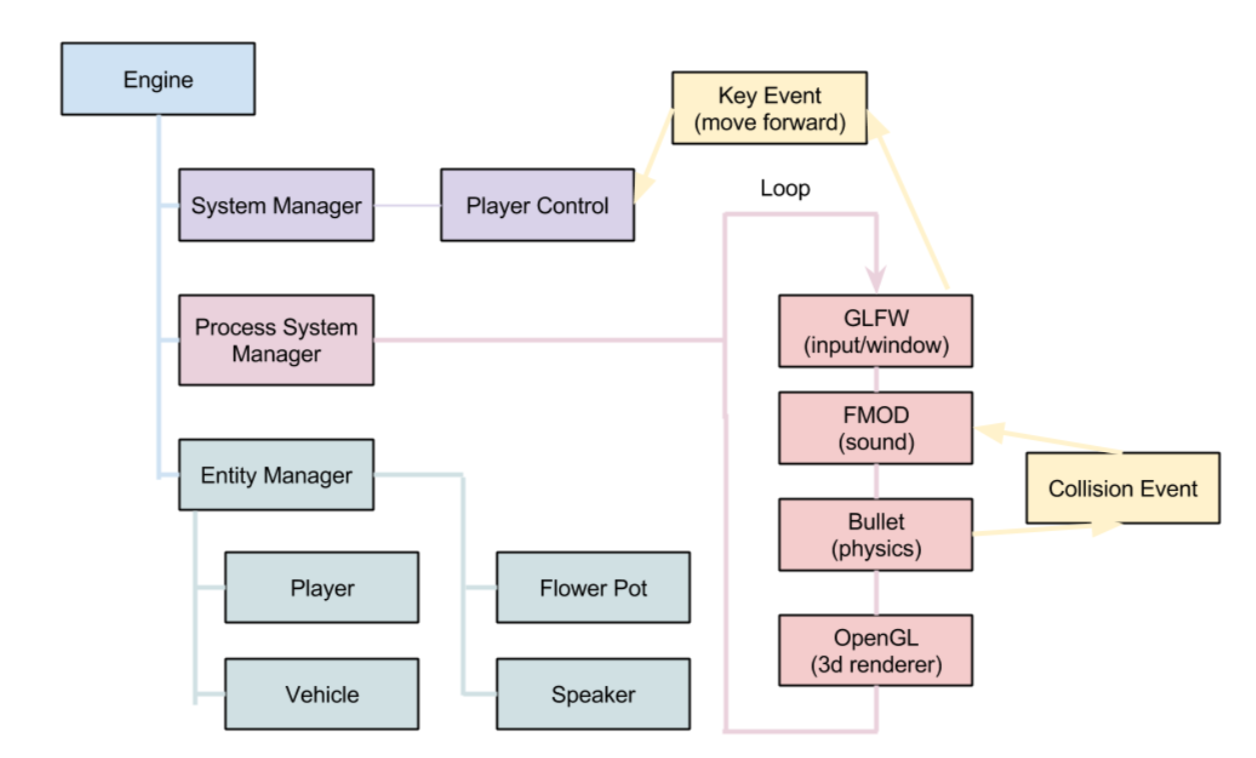 Engine
Key Event
(move forward)
System Manager
Player Control
Loop
Process System
Manager
GLFW
(input/window)
FMOD
(sound)
Entity Manager
Collision Event
Bullet
(physics)
Player
Flower Pot
OpenGL
(3d renderer)
Vehicle
Speaker